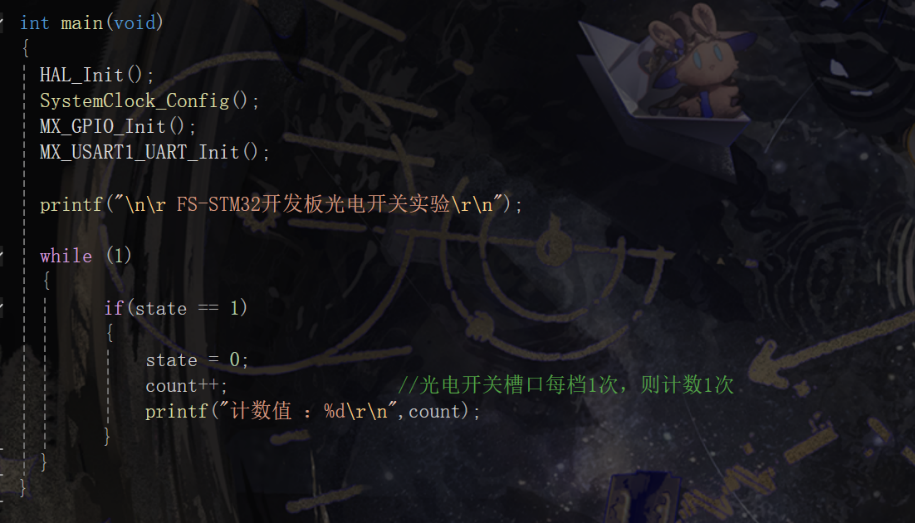 int main(void)
{
HAL_Init();
SystemClock_Config();
MX_GPIO_Init();
MX_USART1_UART_Init();
printf("\n\r FS-STM32开发板光电开关实验\r\n");
while (1)
{
if(state == 1)
{
state = 0;
count++; //光电开关槽口每档1次，则计数1次
printf("计数值 ：%d\r\n",count);
}
}
}